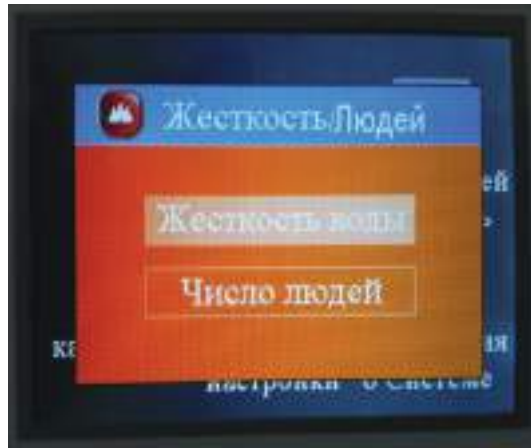 Жесткость/Людей
Жесткость воды
Число людей
настройки о Системе